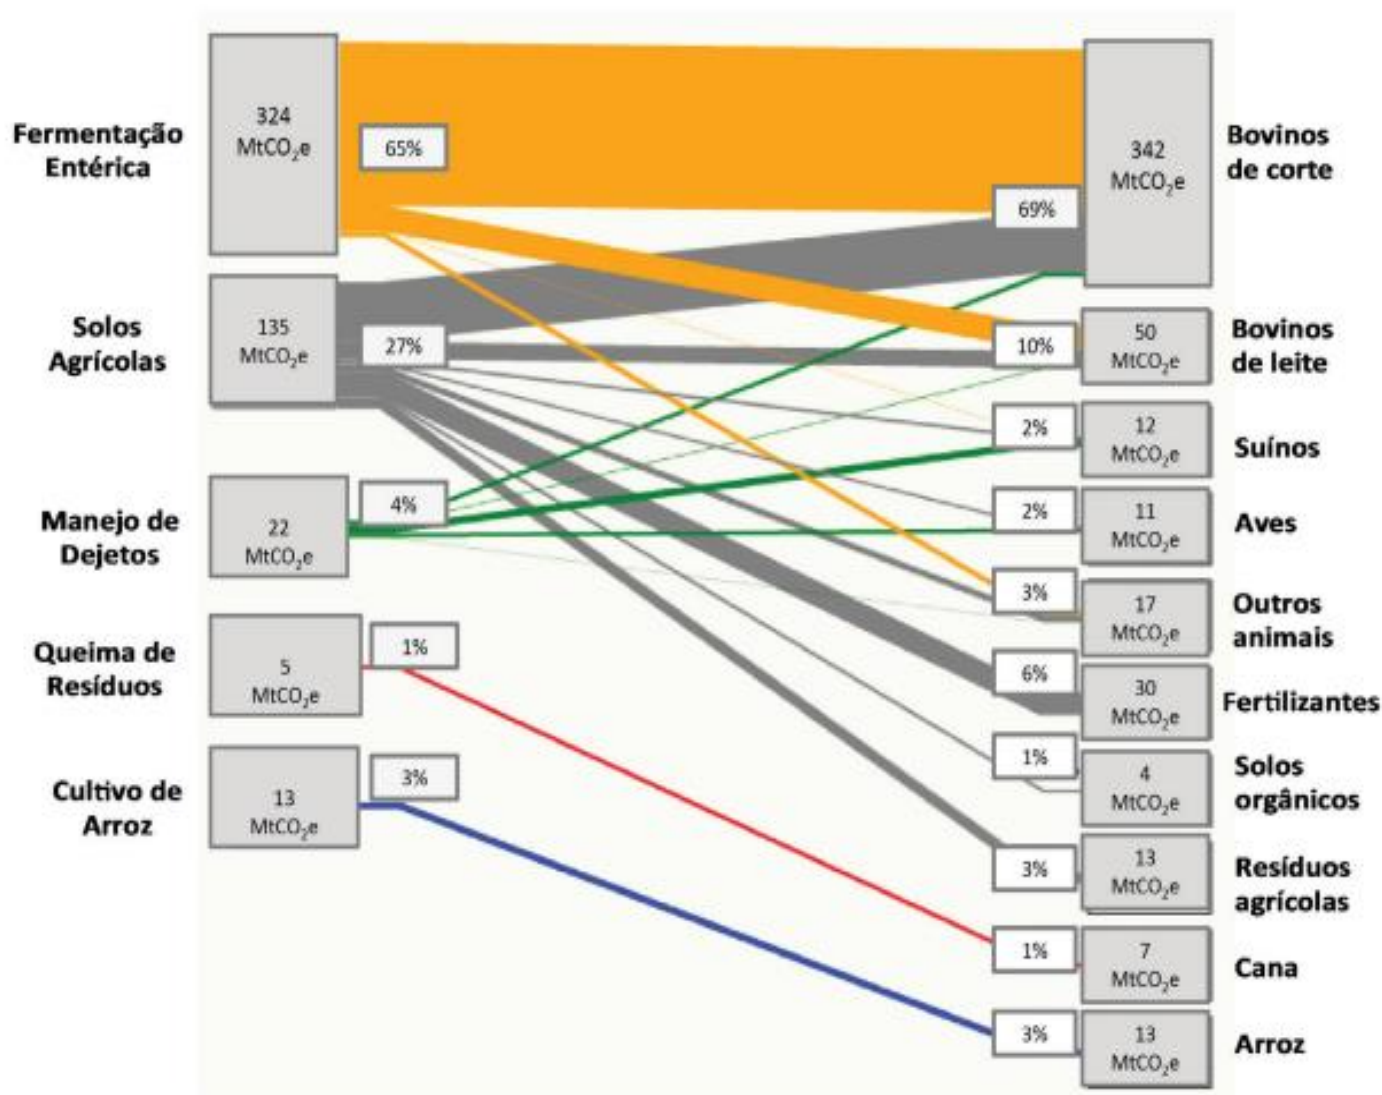 Fermentação
Entérica
324
MtCO₂e
65%
Solos
Agrícolas
135
MtCO₂e
27%
Manejo de
Dejetos
22
MtCO₂e
4%
Queima de
Resíduos
5
MtCO₂e
1%
Cultivo de
Arroz
13
MtCO₂e
3%
69%
342
MtCO₂e
Bovinos
de corte
10%
50
MtCO₂e
Bovinos
de leite
2%
12
MtCO₂e
Suínos
2%
11
MtCO₂e
Aves
3%
17
MtCO₂e
Outros
animais
6%
30
MtCO₂e
Fertilizantes
1%
4
MtCO₂e
Solos
orgânicos
3%
13
MtCO₂e
Resíduos
agrícolas
1%
7
MtCO₂e
Cana
3%
13
MtCO₂e
Arroz